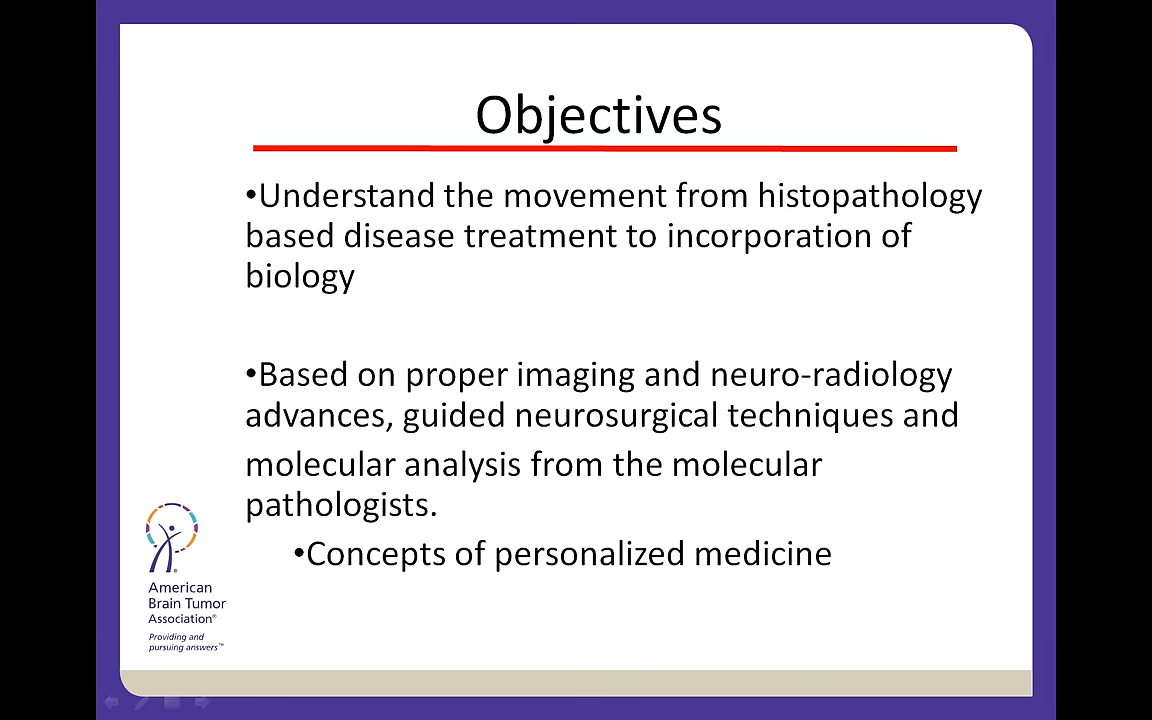 Objectives
•Understand the movement from histopathology
based disease treatment to incorporation of
biology
•Based on proper imaging and neuro-radiology
advances, guided neurosurgical techniques and
molecular analysis from the molecular
pathologists.
•Concepts of personalized medicine
American
Brain Tumor
Association®
Providing and
pursuing answers™